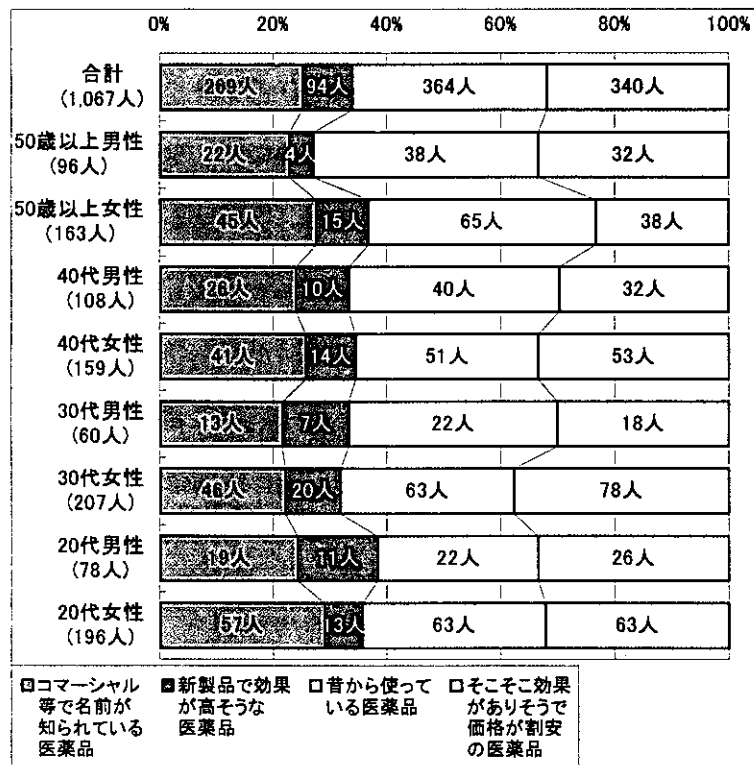 0% 20% 40% 60% 80% 100%
合計
(1,067人)
269人 94人 364人 340人
50歳以上男性
(96人)
22人 4人 38人 32人
50歳以上女性
(163人)
45人 15人 65人 38人
40代男性
(108人)
26人 10人 40人 32人
40代女性
(159人)
41人 14人 51人 53人
30代男性
(60人)
13人 7人 22人 18人
30代女性
(207人)
46人 20人 63人 78人
20代男性
(78人)
19人 11人 22人 26人
20代女性
(196人)
57人 13人 63人 63人
コマーシャル
等で名前が
知られている
医薬品
新製品で効果
が高そうな
医薬品
昔から使って
いる医薬品
そこそこ効果
がありそうで
価格が割安
の医薬品